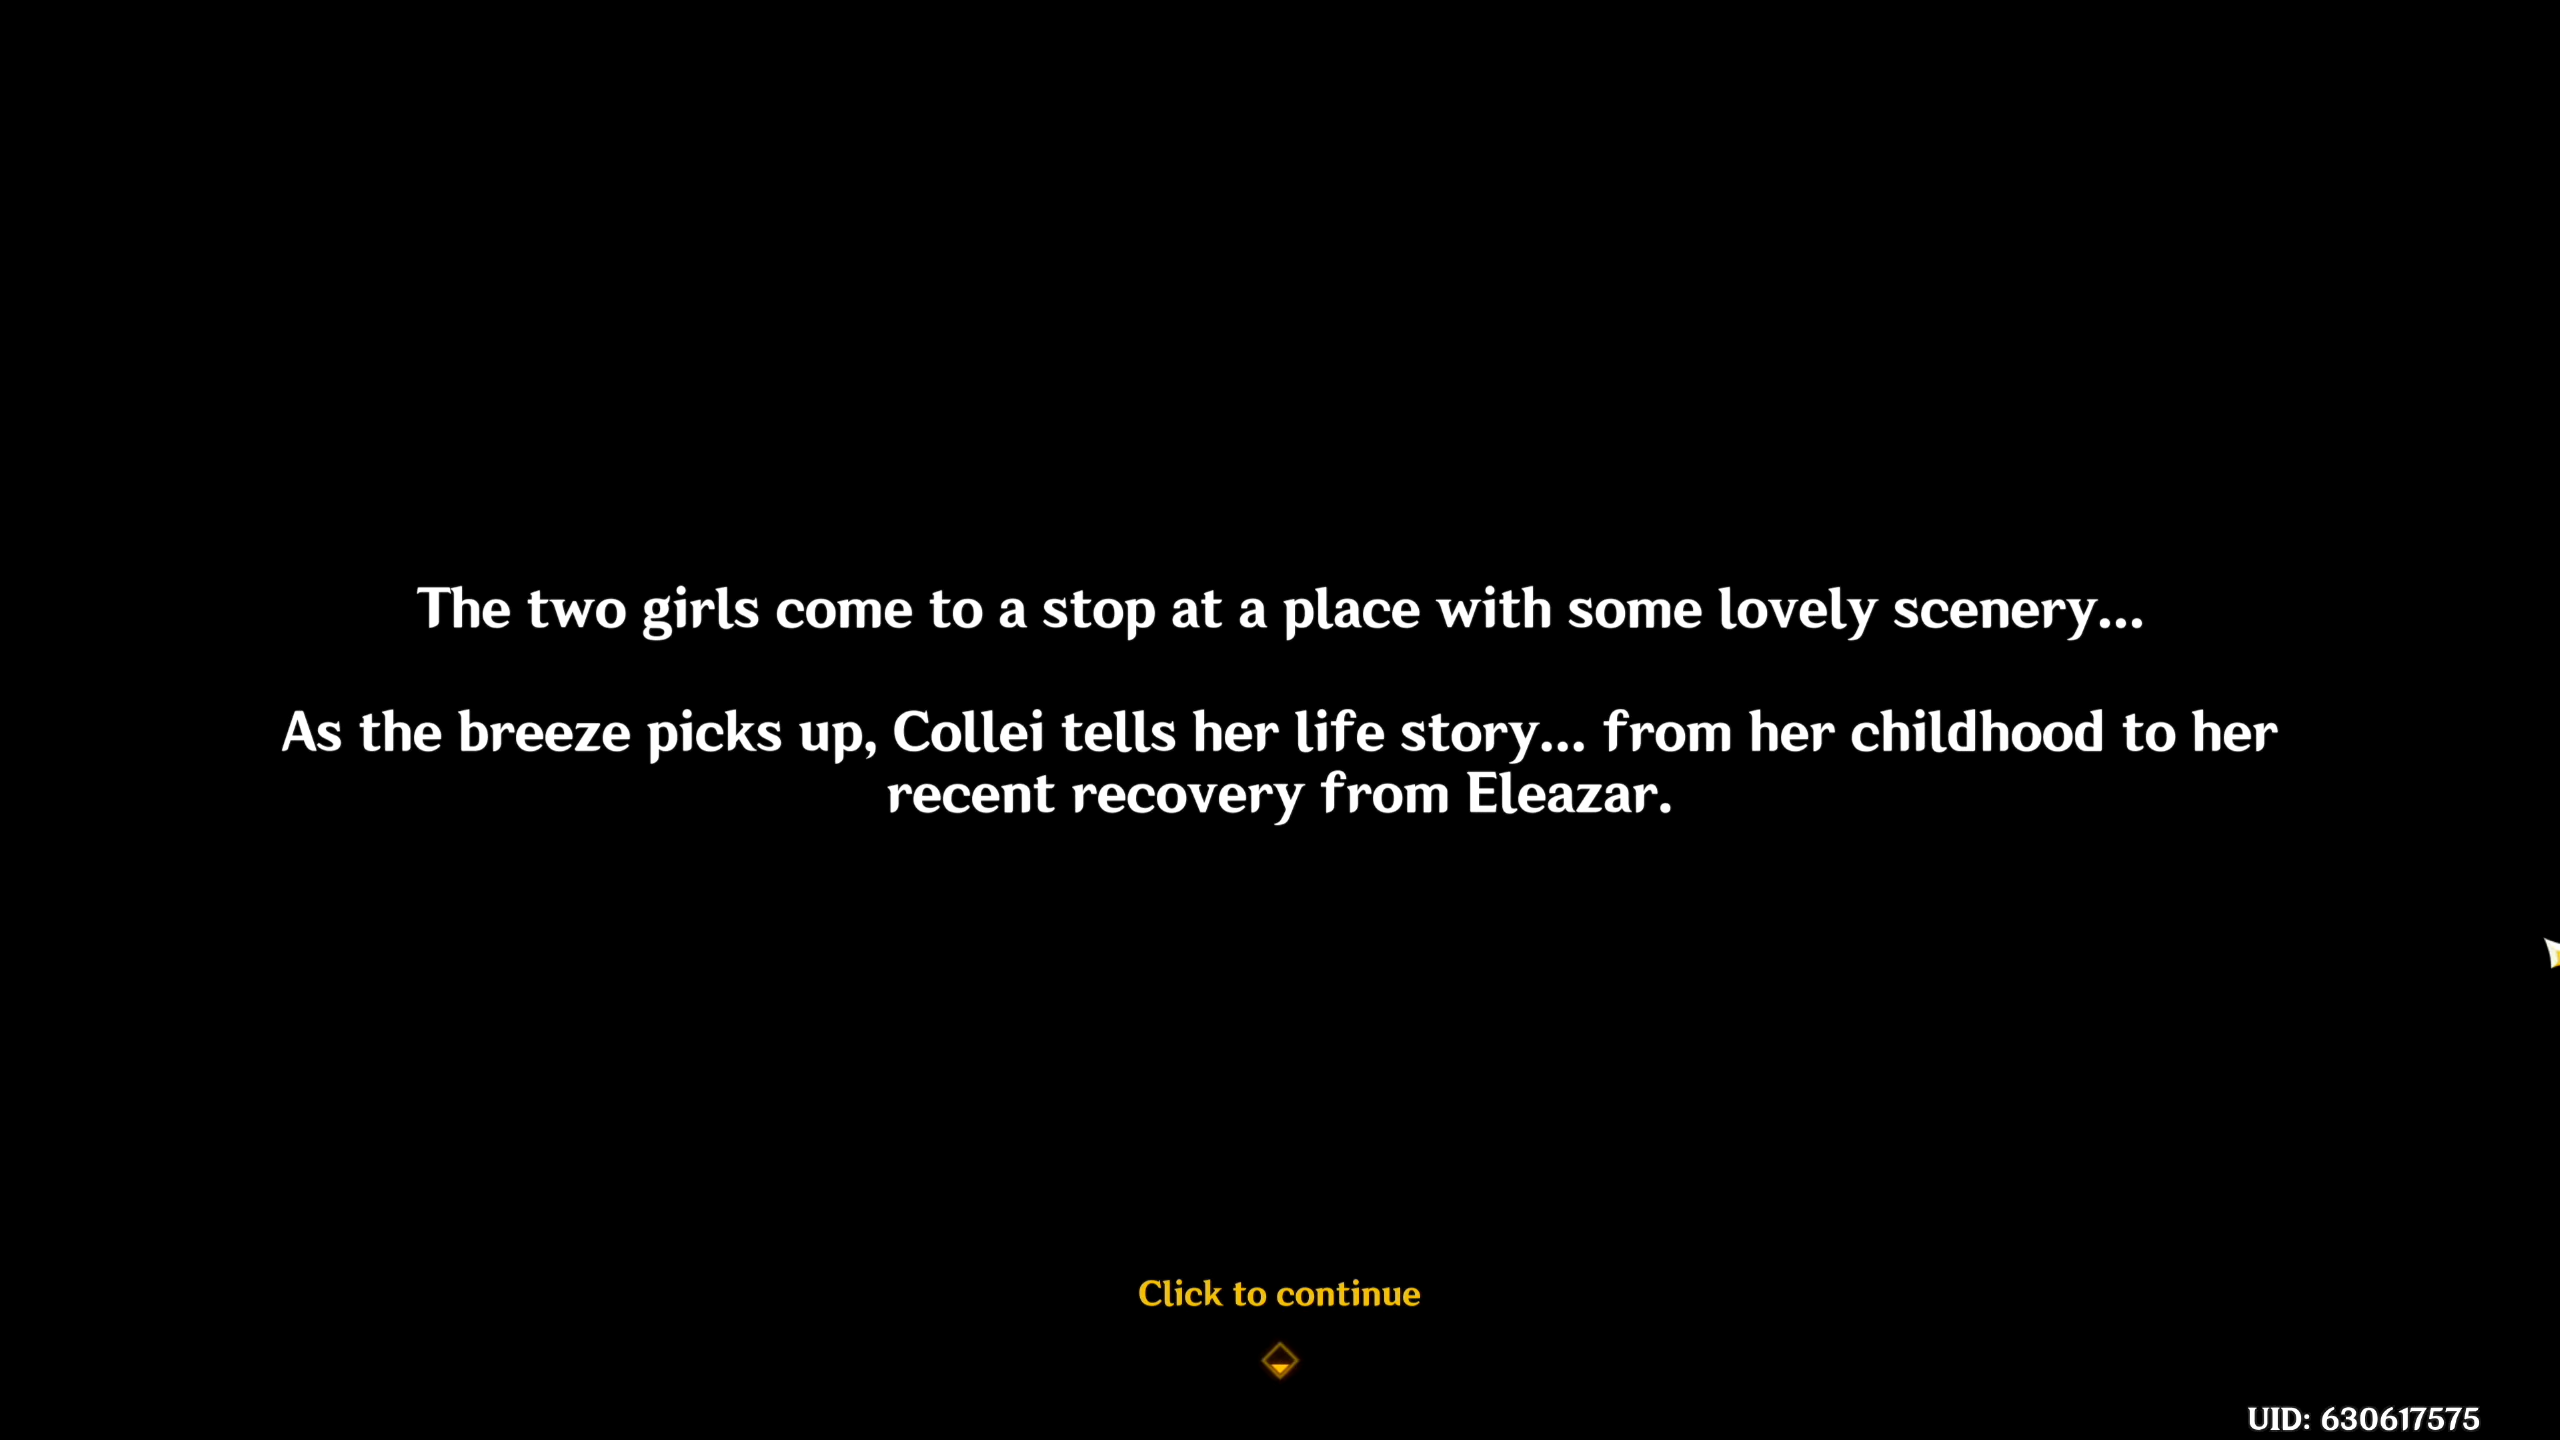 The two girls come to a stop at a place with some lovely scenery...
As the breeze picks up, Collei tells her life story... from her childhood to her
recent recovery from Eleazar.
Click to continue
UID: 630617575